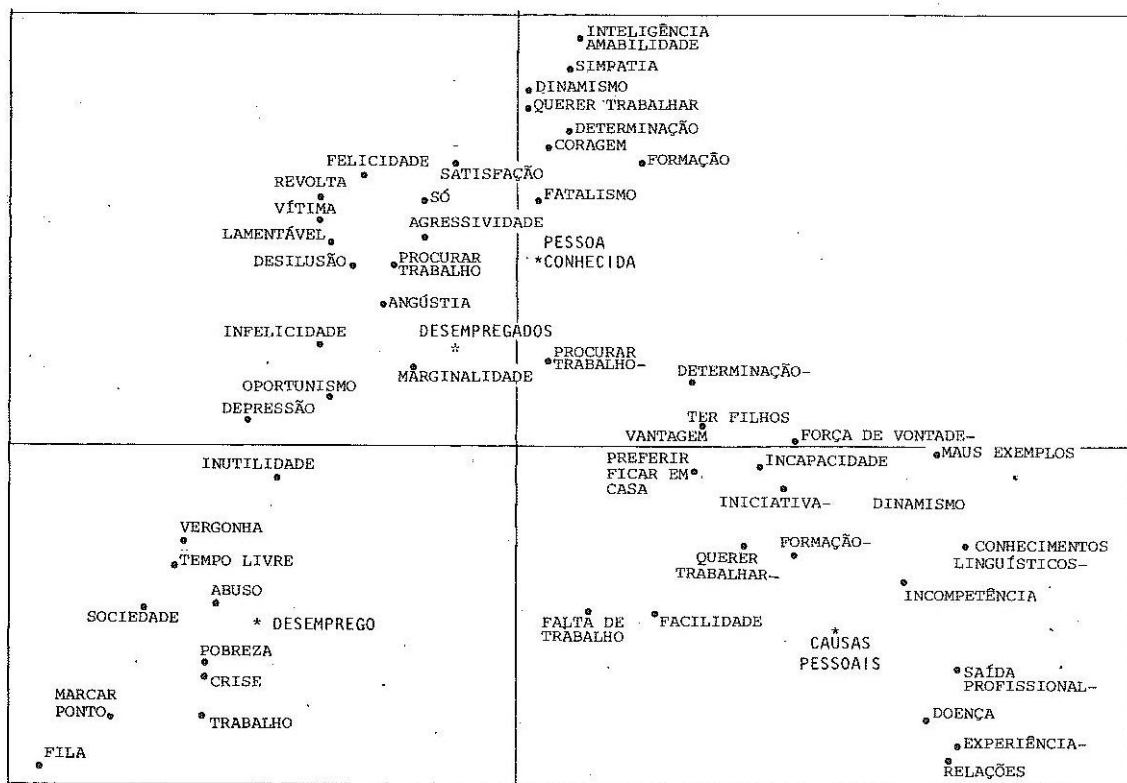 INTELIGÊNCIA
AMABILIDADE
SIMPATIA
DINAMISMO
QUERER TRABALHAR
DETERMINAÇÃO
CORAGEM
FORMAÇÃO
FELICIDADE
SATISFAÇÃO
REVOLTA
SÓ
FATALISMO
VÍTIMA
AGRESSIVIDADE
LAMENTÁVEL
PESSOA
*CONHECIDA
DESILUSÃO
PROCURAR
TRABALHO
ANGÚSTIA
INFELICIDADE
DESEMPREGADOS
*
MARGINALIDADE
PROCURAR
TRABALHO-
DETERMINAÇÃO-
OPORTUNISMO
DEPRESSÃO
TER FILHOS
VANTAGEM
FORÇA DE VONTADE-
MAUS EXEMPLOS
INUTILIDADE
PREFERIR
FICAR EM
CASA
INCAPACIDADE
INICIATIVA-
DINAMISMO
VERGONHA
TEMPO LIVRE
QUERER
TRABALHAR-
FORMAÇÃO-
CONHECIMENTOS
LINGUÍSTICOS-
ABUSO
SOCIEDADE
* DESEMPREGO
FALTA DE
TRABALHO
FACILIDADE
INCOMPETÊNCIA
*
CAUSAS
PESSOAIS
POBREZA
CRISE
SAÍDA
PROFISSIONAL-
MARCAR
PONTO
TRABALHO
DOENÇA
FILA
EXPERIÊNCIA-
RELAÇÕES